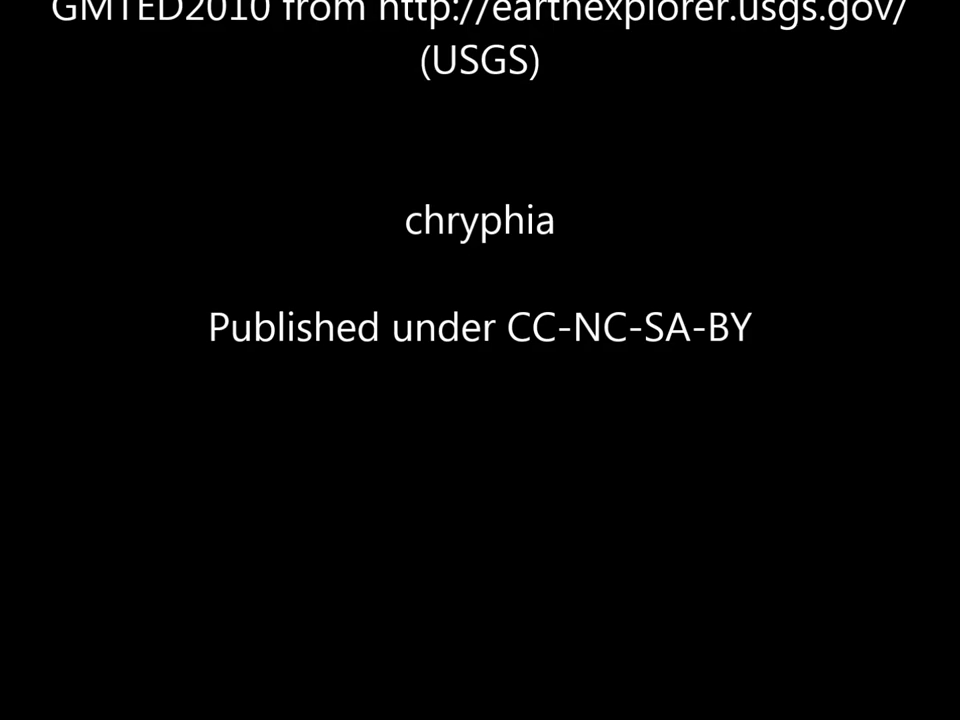 GMTED2010 from http://earthexplorer.usgs.gov/
(USGS)
chryphia
Published under CC-NC-SA-BY